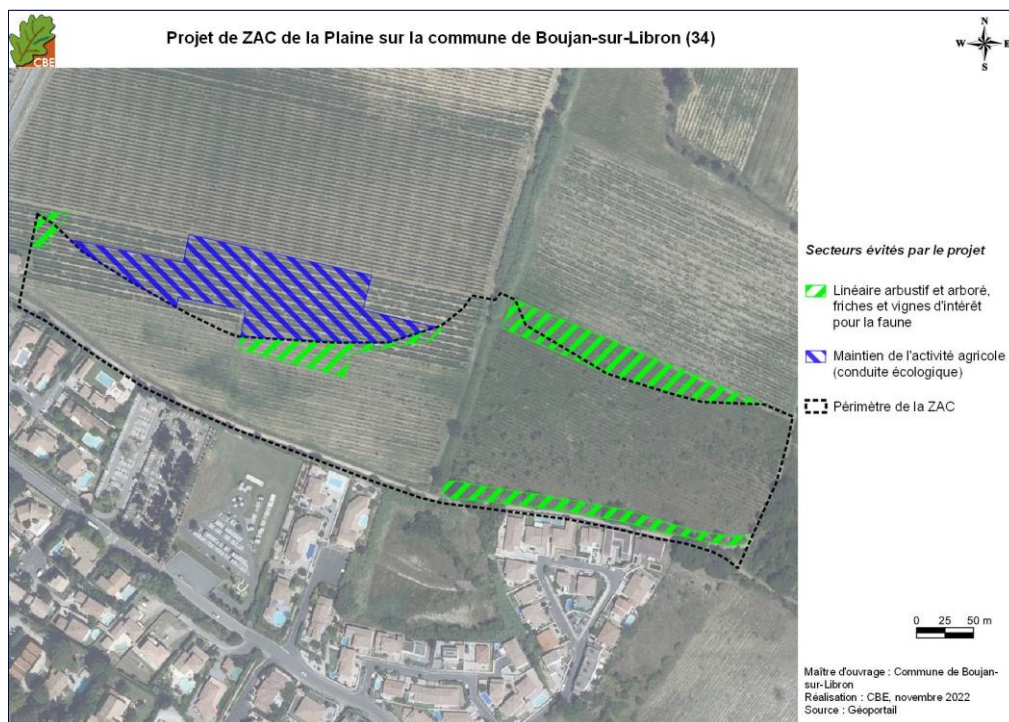 CBE
Projet de ZAC de la Plaine sur la commune de Boujan-sur-Libron (34)
N
W E
S
Secteurs évités par le projet
Linéaire arbustif et arboré,
friches et vignes d'intérêt
pour la faune
Maintien de l'activité agricole
(conduite écologique)
Périmètre de la ZAC
0 25 50 m
Maître d'ouvrage : Commune de Boujan-
sur-Libron
Réalisation : CBE, novembre 2022
Source : Géoportail